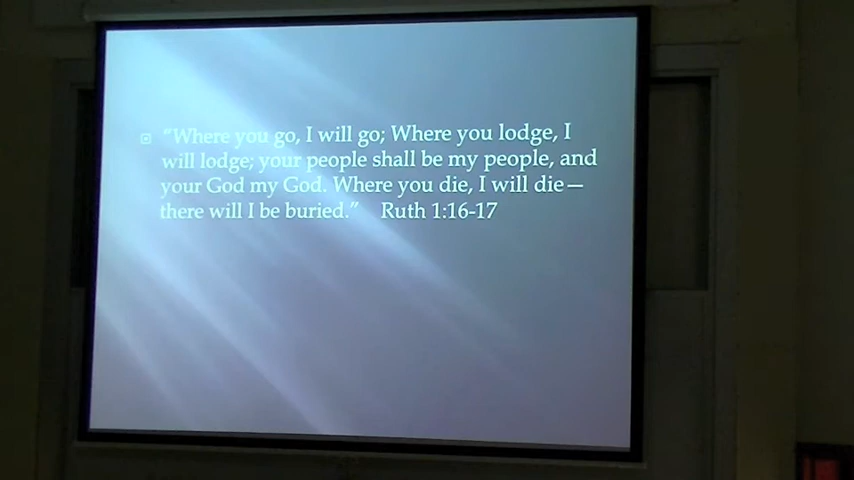 “Where you go, I will go; Where you lodge, I
will lodge; your people shall be my people, and
your God my God. Where you die, I will die—
there will I be buried.” Ruth 1:16-17